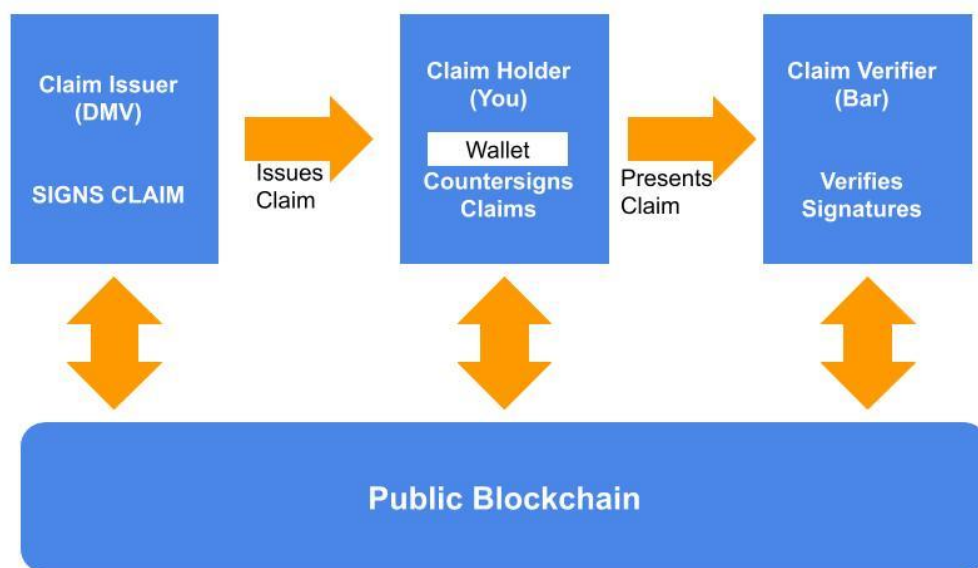 Claim Issuer
(DMV)
SIGNS CLAIM
Issues
Claim
Claim Holder
(You)
Wallet
Countersigns
Claims
Presents
Claim
Claim Verifier
(Bar)
Verifies
Signatures
Public Blockchain